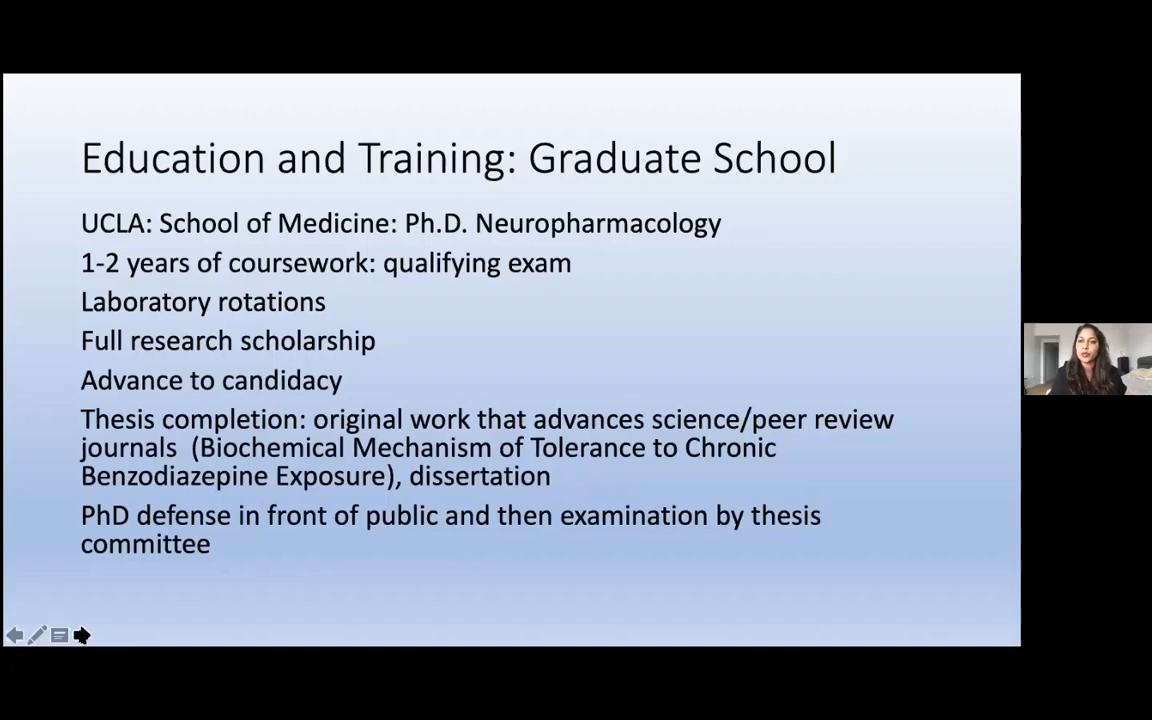 Education and Training: Graduate School
UCLA: School of Medicine: Ph.D. Neuropharmacology
1-2 years of coursework: qualifying exam
Laboratory rotations
Full research scholarship
Advance to candidacy
Thesis completion: original work that advances science/peer review
journals  (Biochemical Mechanism of Tolerance to Chronic
Benzodiazepine Exposure), dissertation
PhD defense in front of public and then examination by thesis
committee